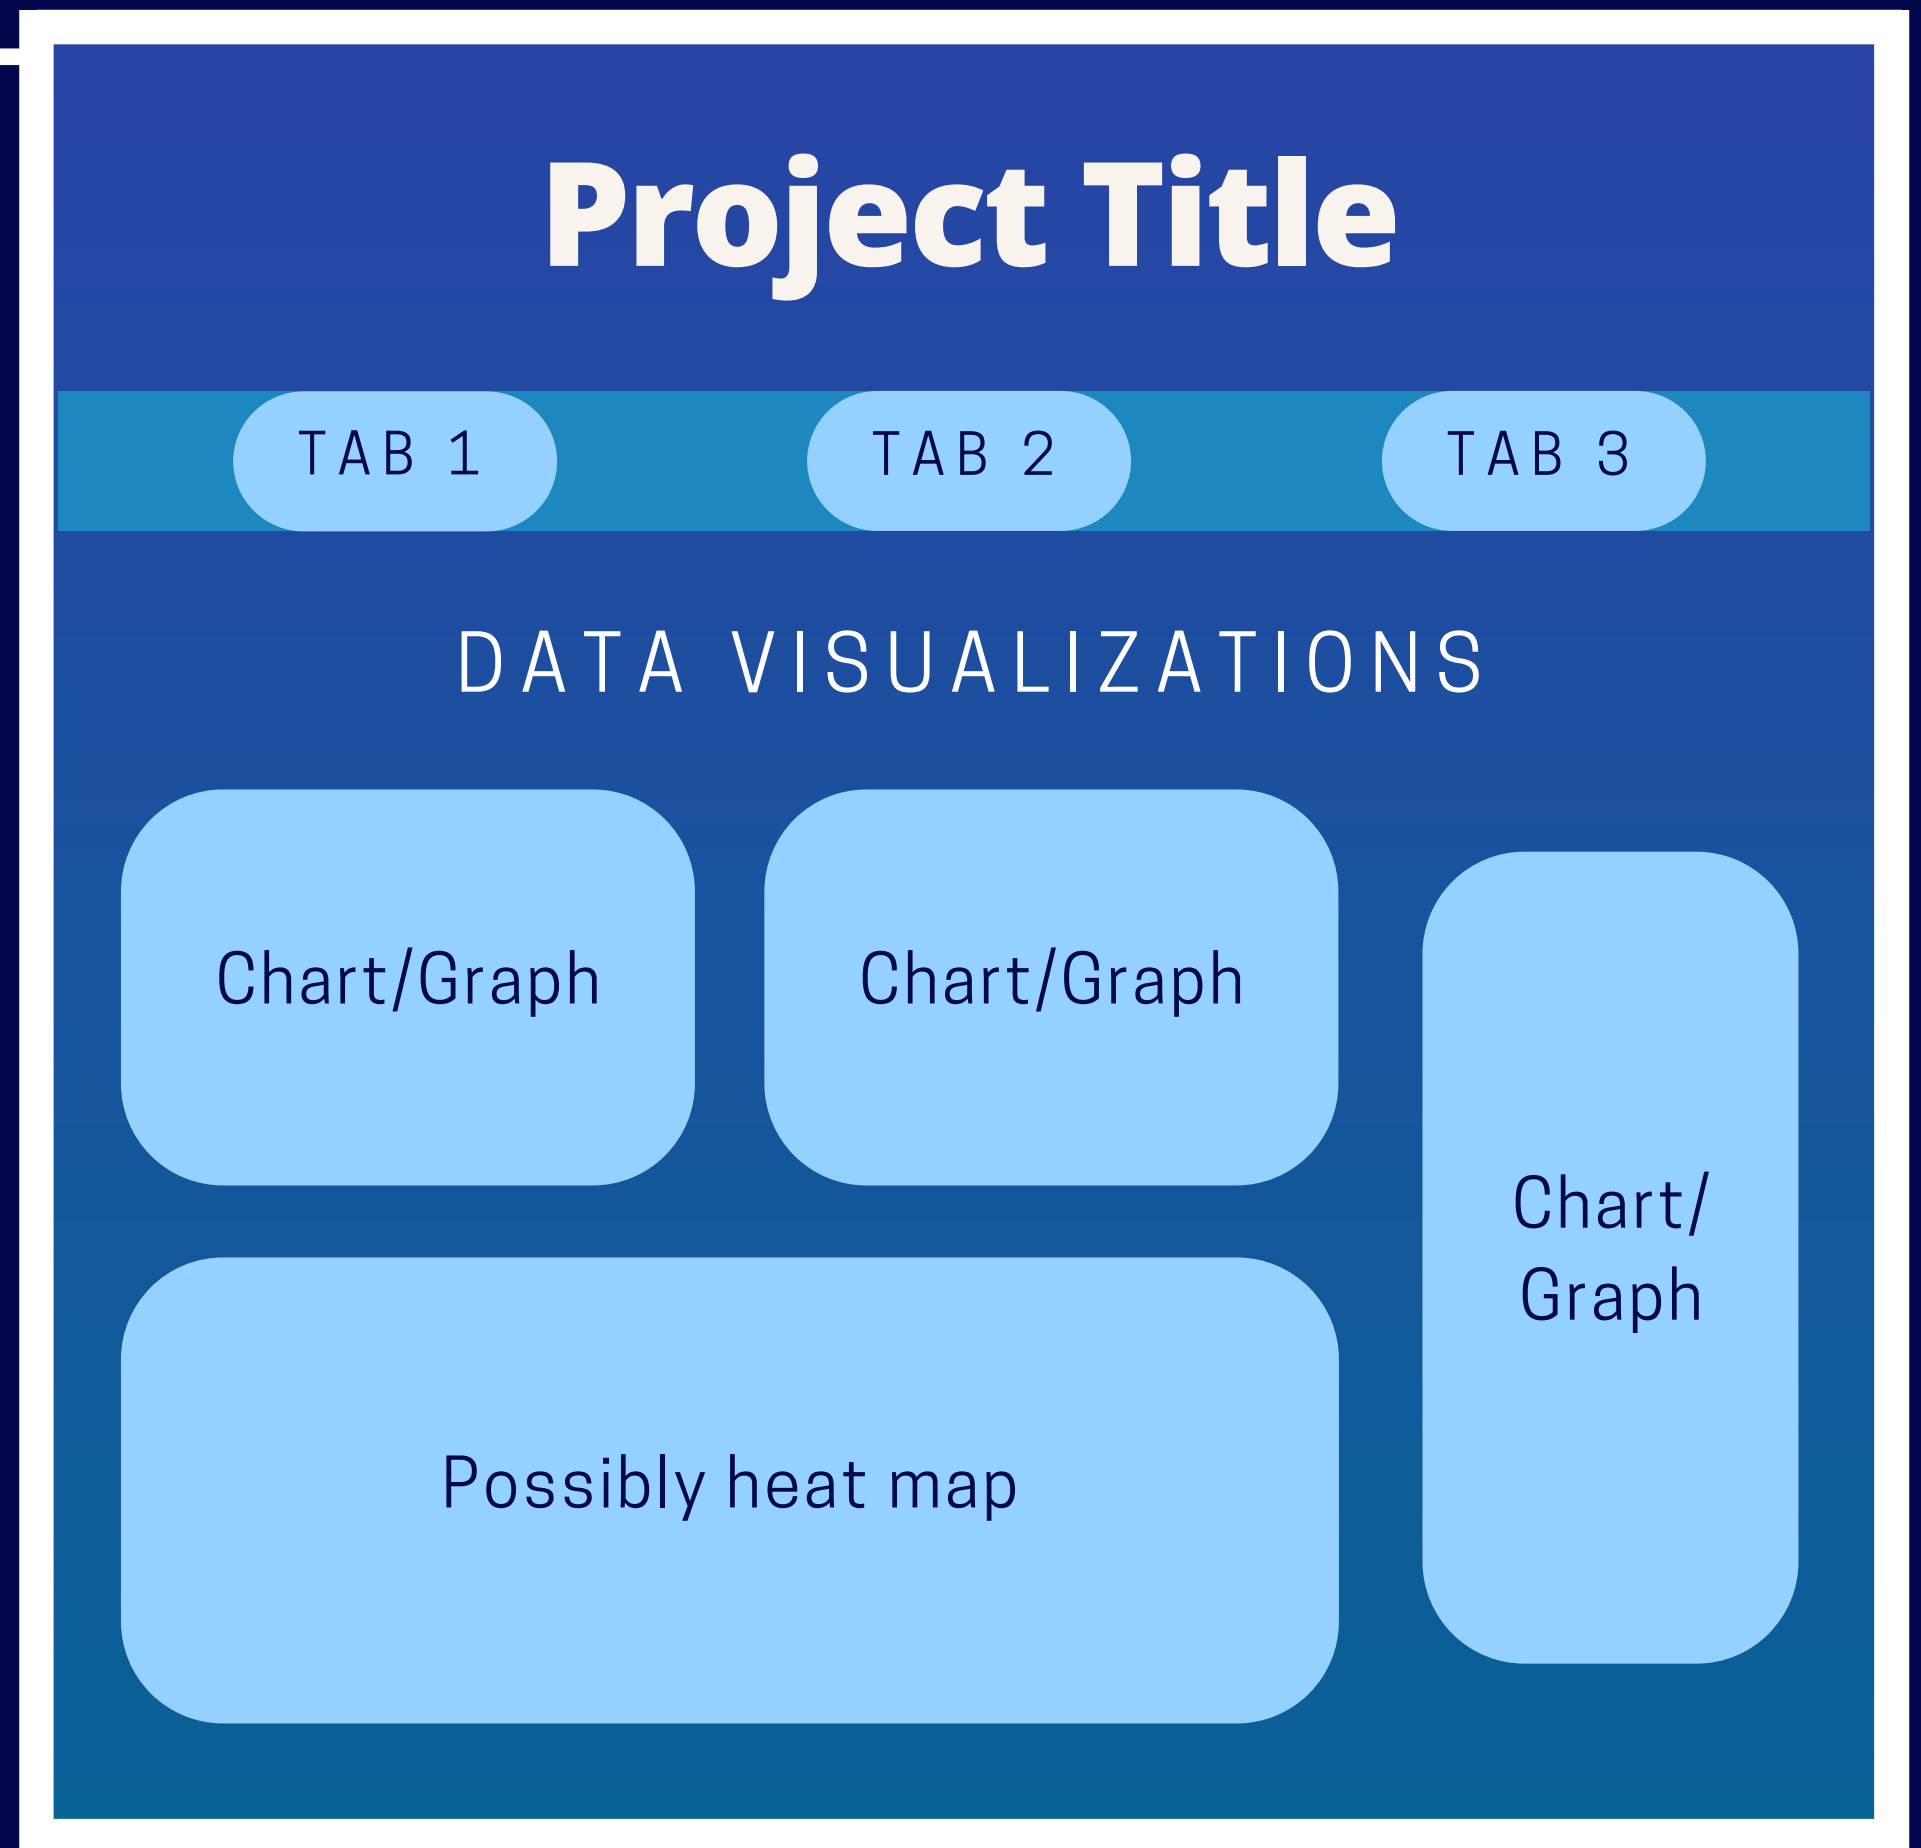 Project Title
TAB 1
TAB 2
TAB 3
DATA VISUALIZATIONS
Chart/Graph
Chart/Graph
Chart/
Graph
Possibly heat map